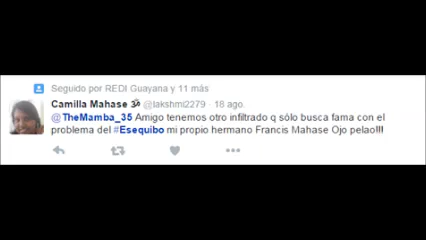 Seguido por REDI Guayana y 11 más
Camilla Mahase ૐ @lakshmi2279 · 18 ago.
@TheMamba_35 Amigo tenemos otro infiltrado q sólo busca fama con el
problema del #Esequibo mi propio hermano Francis Mahase Ojo pelao!!!